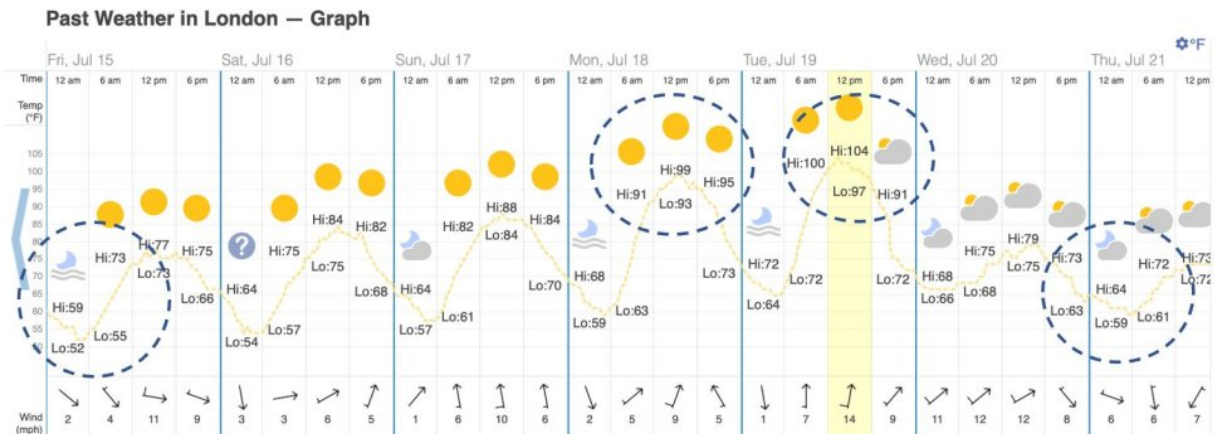 Past Weather in London — Graph
°F
Fri, Jul 15 Sat, Jul 16 Sun, Jul 17 Mon, Jul 18 Tue, Jul 19 Wed, Jul 20 Thu, Jul 21
Time 12 am 6 am 12 pm 6 pm 12 am 6 am 12 pm 6 pm 12 am 6 am 12 pm 6 pm 12 am 6 am 12 pm 6 pm 12 am 6 am 12 pm 6 pm 12 am 6 am 12 pm 6 pm 12 am 6 am 12 pm
Temp
(°F)
105
100
95
90
85
80
75
70
65
60
55
Hi:59 Hi:73 Hi:77 Hi:75 Hi:64 Hi:75 Hi:84 Hi:82 Hi:64 Hi:82 Hi:88 Hi:84 Hi:68 Hi:91 Hi:99 Hi:95 Hi:72 Hi:100 Hi:104 Hi:91 Hi:68 Hi:75 Hi:79 Hi:73 Hi:64 Hi:72 Hi:73
Lo:52 Lo:55 Lo:73 Lo:66 Lo:54 Lo:57 Lo:75 Lo:68 Lo:57 Lo:61 Lo:84 Lo:70 Lo:59 Lo:63 Lo:93 Lo:73 Lo:64 Lo:72 Lo:97 Lo:72 Lo:66 Lo:68 Lo:75 Lo:63 Lo:59 Lo:61 Lo:72
?
Wind
(mph)
2 4 11 9 3 3 6 5 1 6 10 6 2 5 9 5 1 7 14 9 11 12 12 8 6 6 7